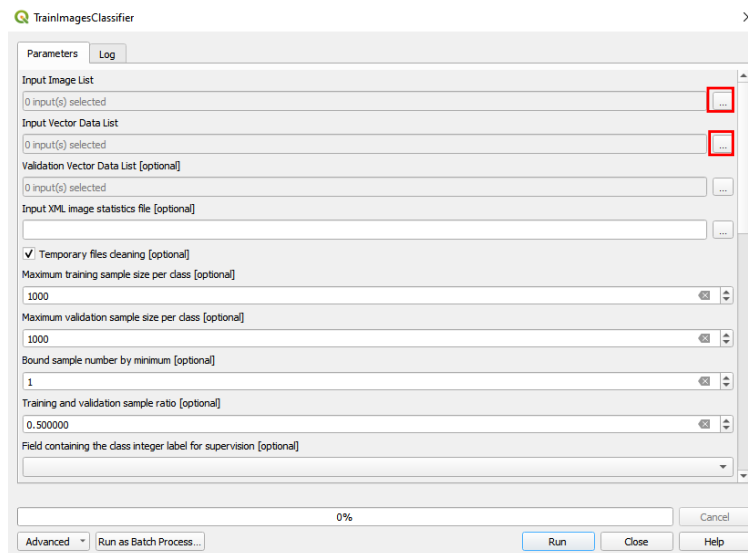 TrainImagesClassifier
Parameters
Log
Input Image List
0 input(s) selected
...
Input Vector Data List
0 input(s) selected
...
Validation Vector Data List [optional]
0 input(s) selected
...
Input XML image statistics file [optional]
...
Temporary files cleaning [optional]
Maximum training sample size per class [optional]
1000
Maximum validation sample size per class [optional]
1000
Bound sample number by minimum [optional]
1
Training and validation sample ratio [optional]
0.500000
Field containing the class integer label for supervision [optional]
0%
Cancel
Advanced
Run as Batch Process...
Run
Close
Help